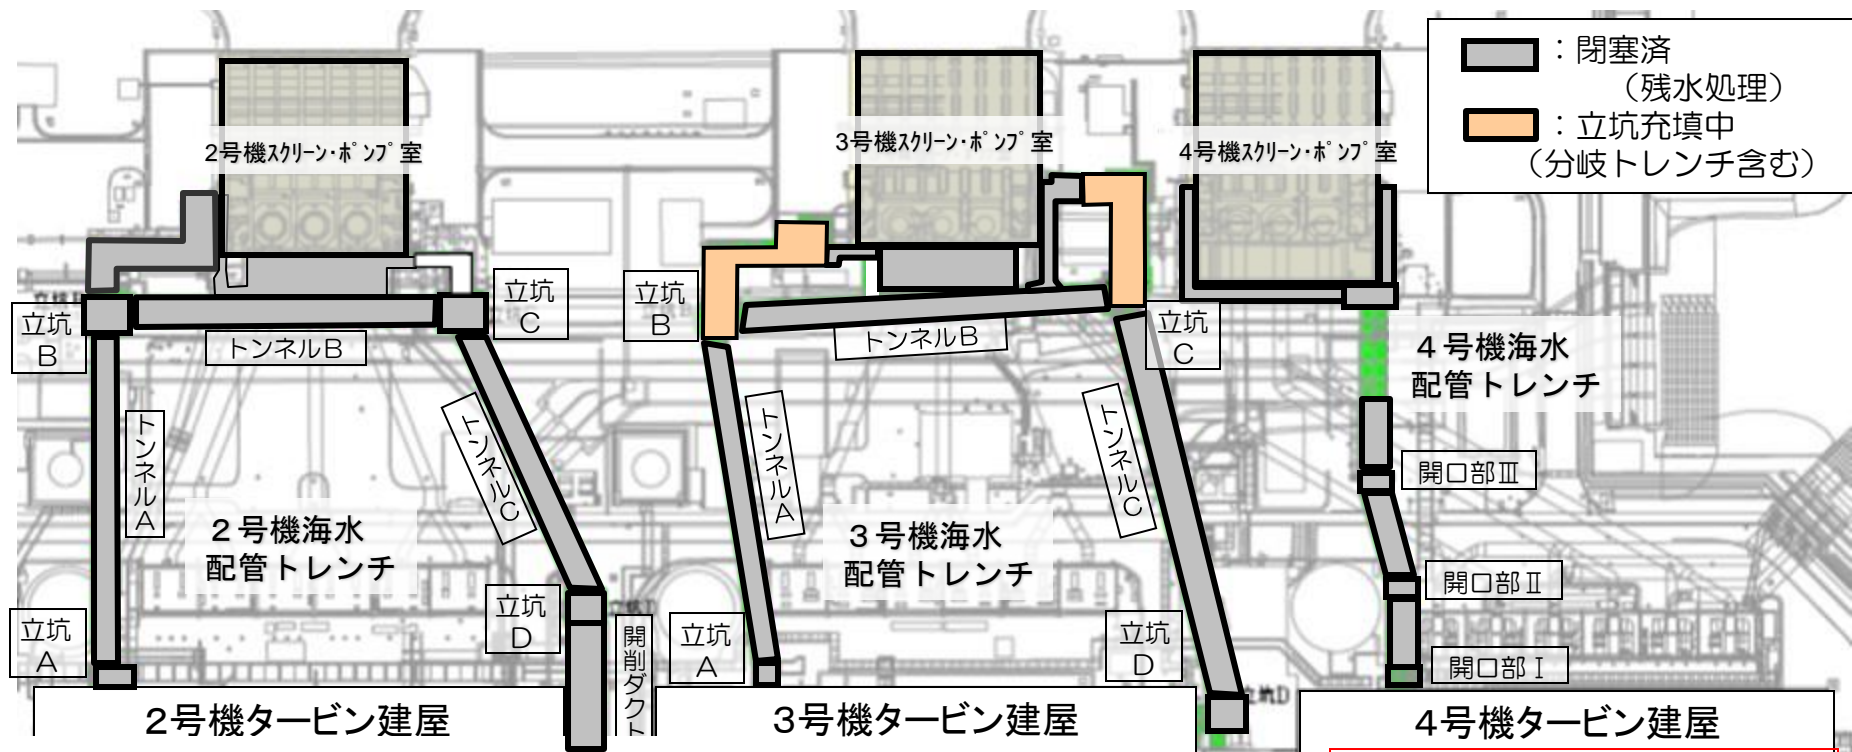 ：閉塞済
（残水処理）
：立坑充填中
（分岐トレンチ含む）
2号機スクリーン･ポンプ室
3号機スクリーン･ポンプ室
4号機スクリーン･ポンプ室
立坑
B
トンネルB
立坑
C
立坑
B
トンネルB
立坑
C
４号機海水
配管トレンチ
トンネルA
トンネルC
トンネルA
トンネルC
開口部Ⅲ
２号機海水
配管トレンチ
３号機海水
配管トレンチ
開口部Ⅱ
立坑
A
立坑
D
開削ダクト
立坑
A
立坑
D
開口部Ⅰ
立坑D
２号機タービン建屋
３号機タービン建屋
４号機タービン建屋